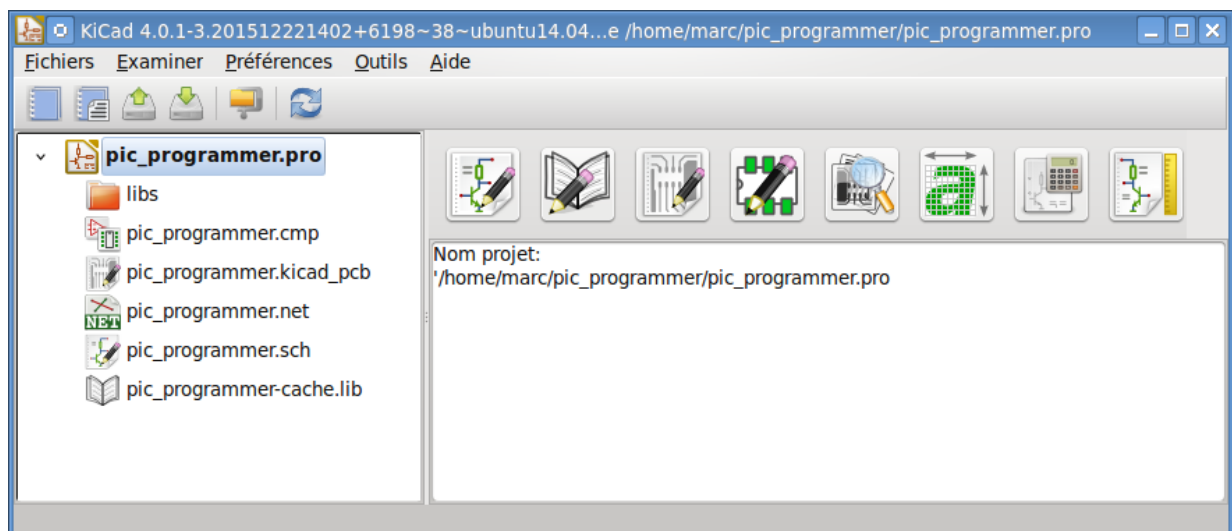 KiCad 4.0.1-3.201512221402+6198~38~ubuntu14.04...e /home/marc/pic_programmer/pic_programmer.pro
Fichiers Examiner Préférences Outils Aide
pic_programmer.pro
libs
pic_programmer.cmp
pic_programmer.kicad_pcb
NET
pic_programmer.net
pic_programmer.sch
pic_programmer-cache.lib
a
Nom projet:
'/home/marc/pic_programmer/pic_programmer.pro